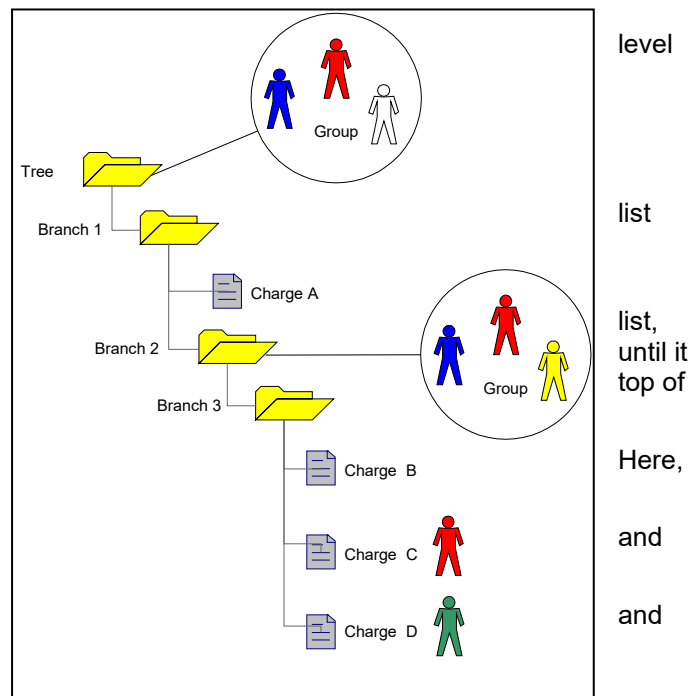 level
Group
Tree
list
Branch 1
Charge A
list,
Branch 2
until it
top of
Group
Branch 3
Here,
Charge B
and
Charge C
and
Charge D